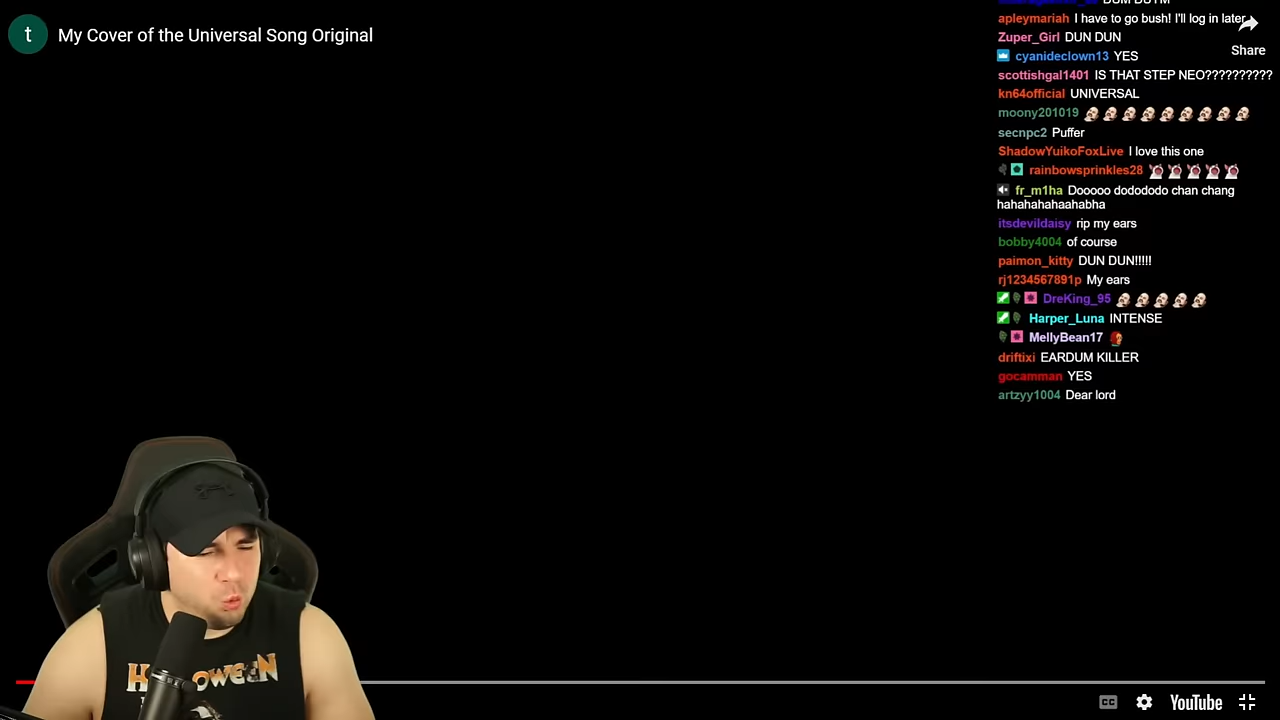 t
My Cover of the Universal Song Original
apleymariah I have to go bush! I'll log in later
Share
Zuper_Girl DUN DUN
cyanideclown13 YES
scottishgal1401 IS THAT STEP NEO??????????
kn64official UNIVERSAL
moony201019
secnpc2 Puffer
ShadowYuikoFoxLive I love this one
rainbowsprinkles28
fr_m1ha Dooooo dodododo chan chang
hahahahahaahabha
itsdevildaisy rip my ears
bobby4004 of course
paimon_kitty DUN DUN!!!!!
rj1234567891p My ears
DreKing_95
Harper_Luna INTENSE
MellyBean17
driftixi EARDUM KILLER
gocamman YES
artzyy1004 Dear lord
CC
YouTube